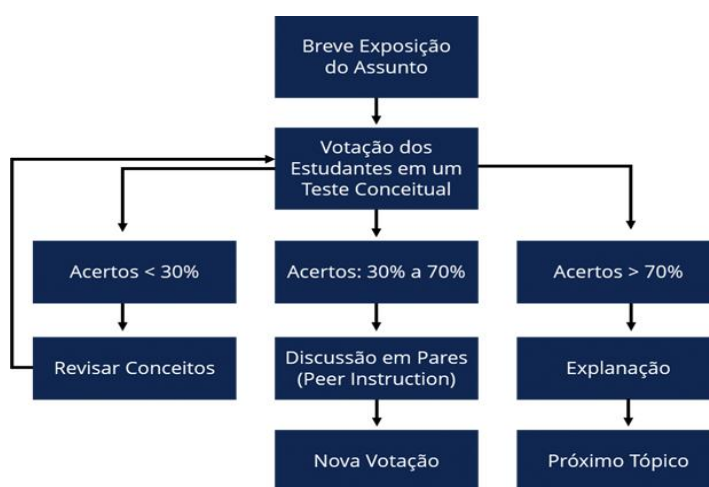 Breve Exposição
do Assunto
Votação dos
Estudantes em um
Teste Conceitual
Acertos < 30%
Acertos: 30% a 70%
Acertos > 70%
Revisar Conceitos
Discussão em Pares
(Peer Instruction)
Explanação
Nova Votação
Próximo Tópico